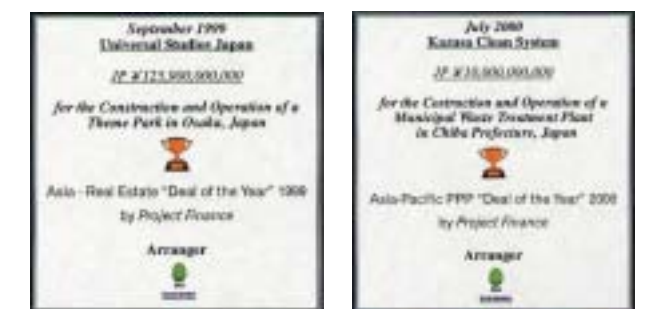 September 1999
Universal Studios Japan
JP ¥125,000,000,000
for the Construction and Operation of a
Theme Park in Osaka, Japan
Asia - Real Estate "Deal of the Year" 1999
by Project Finance
Arranger
July 2000
Kazusa Clean System
JP ¥10,000,000,000
for the Costruction and Operation of a
Municipal Waste Treatment Plant
in Chiba Prefecture, Japan
Asia-Pacific PPP "Deal of the Year" 2000
by Project Finance
Arranger